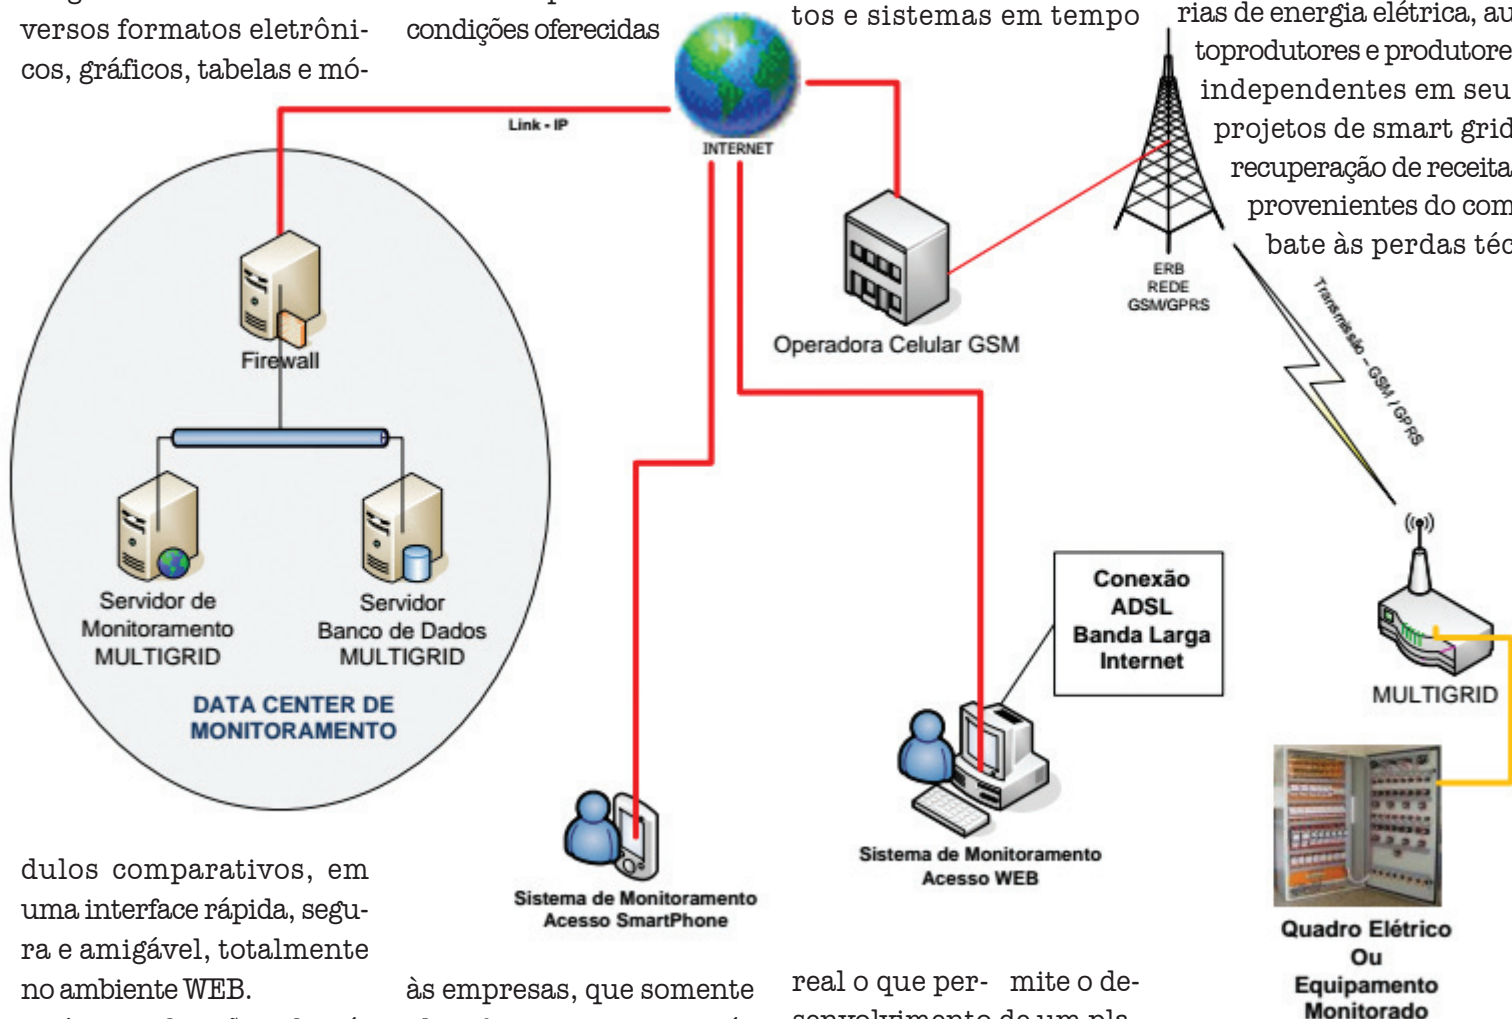 versos formatos eletrôni-
cos, gráficos, tabelas e mó-
condições oferecidas
tos e sistemas em tempo
rias de energia elétrica, au
toprodutores e produtore
independentes em seu
projetos de smart grid
recuperação de receita
provenientes do com
bate às perdas téc
Link - IP
INTERNET
Firewall
Servidor de
Monitoramento
MULTIGRID
Servidor
Banco de Dados
MULTIGRID
DATA CENTER DE
MONITORAMENTO
Operadora Celular GSM
ERB
REDE
GSM/GPRS
Transmissão – GSM / GPRS
MULTIGRID
Conexão
ADSL
Banda Larga
Internet
Sistema de Monitoramento
Acesso WEB
Sistema de Monitoramento
Acesso SmartPhone
Quadro Elétrico
Ou
Equipamento
Monitorado
dulos comparativos, em
uma interface rápida, segu-
ra e amigável, totalmente
no ambiente WEB.
às empresas, que somente
real o que per- mite o de-
senvolvimento de um pla-